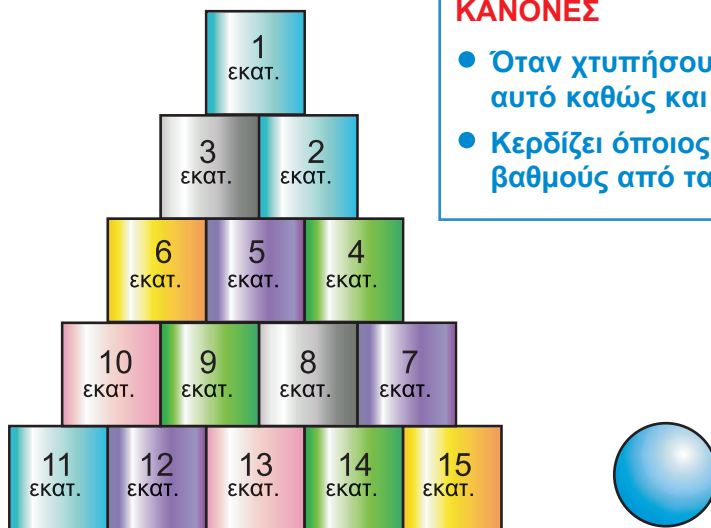 ΚΑΝΟΝΕΣ
Όταν χτυπήσου
αυτό καθώς και
Κερδίζει όποιος
βαθμούς από τα
1
εκατ.
3
εκατ.
2
εκατ.
6
εκατ.
5
εκατ.
4
εκατ.
10
εκατ.
9
εκατ.
8
εκατ.
7
εκατ.
11
εκατ.
12
εκατ.
13
εκατ.
14
εκατ.
15
εκατ.